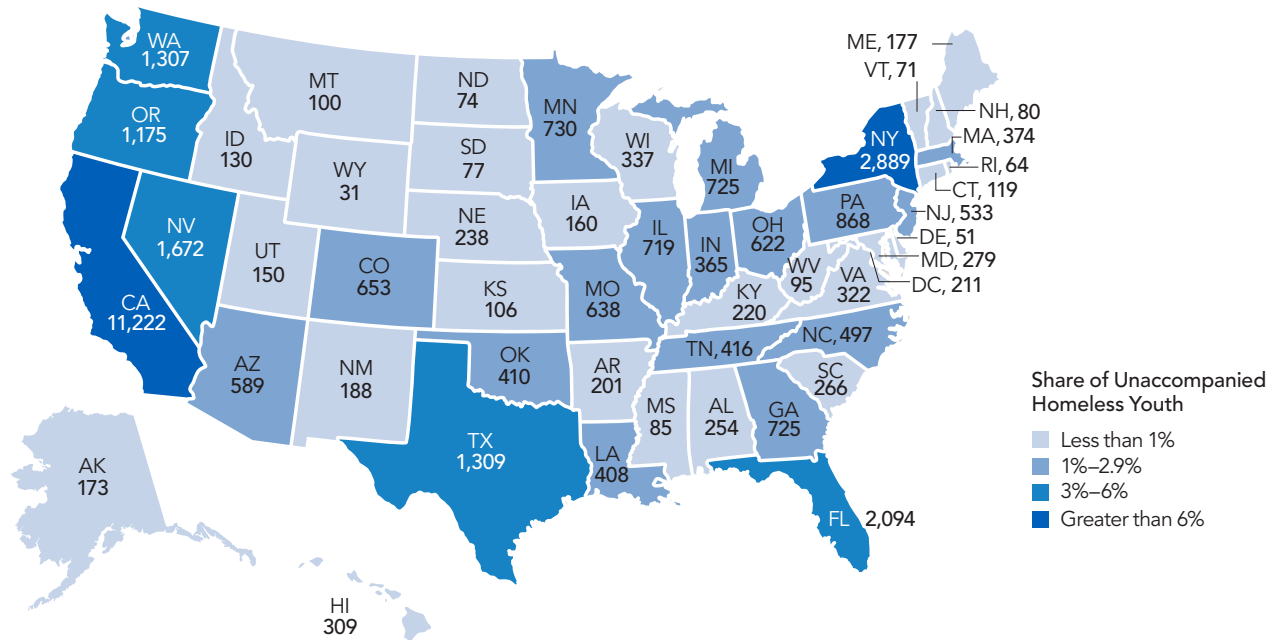 WA
1,307
OR
1,175
CA
11,222
NV
1,672
ID
130
MT
100
WY
31
UT
150
AZ
589
CO
653
NM
188
ND
74
SD
77
NE
238
KS
106
OK
410
TX
1,309
MN
730
IA
160
MO
638
AR
201
LA
408
WI
337
IL
719
MI
725
IN
365
OH
622
KY
220
TN, 416
MS
85
AL
254
GA
725
FL 2,094
SC
266
NC, 497
VA
322
WV
95
PA
868
NY
2,889
ME, 177
VT, 71
NH, 80
MA, 374
RI, 64
CT, 119
NJ, 533
DE, 51
MD, 279
DC, 211
AK
173
HI
309
Share of Unaccompanied
Homeless Youth
Less than 1%
1%–2.9%
3%–6%
Greater than 6%